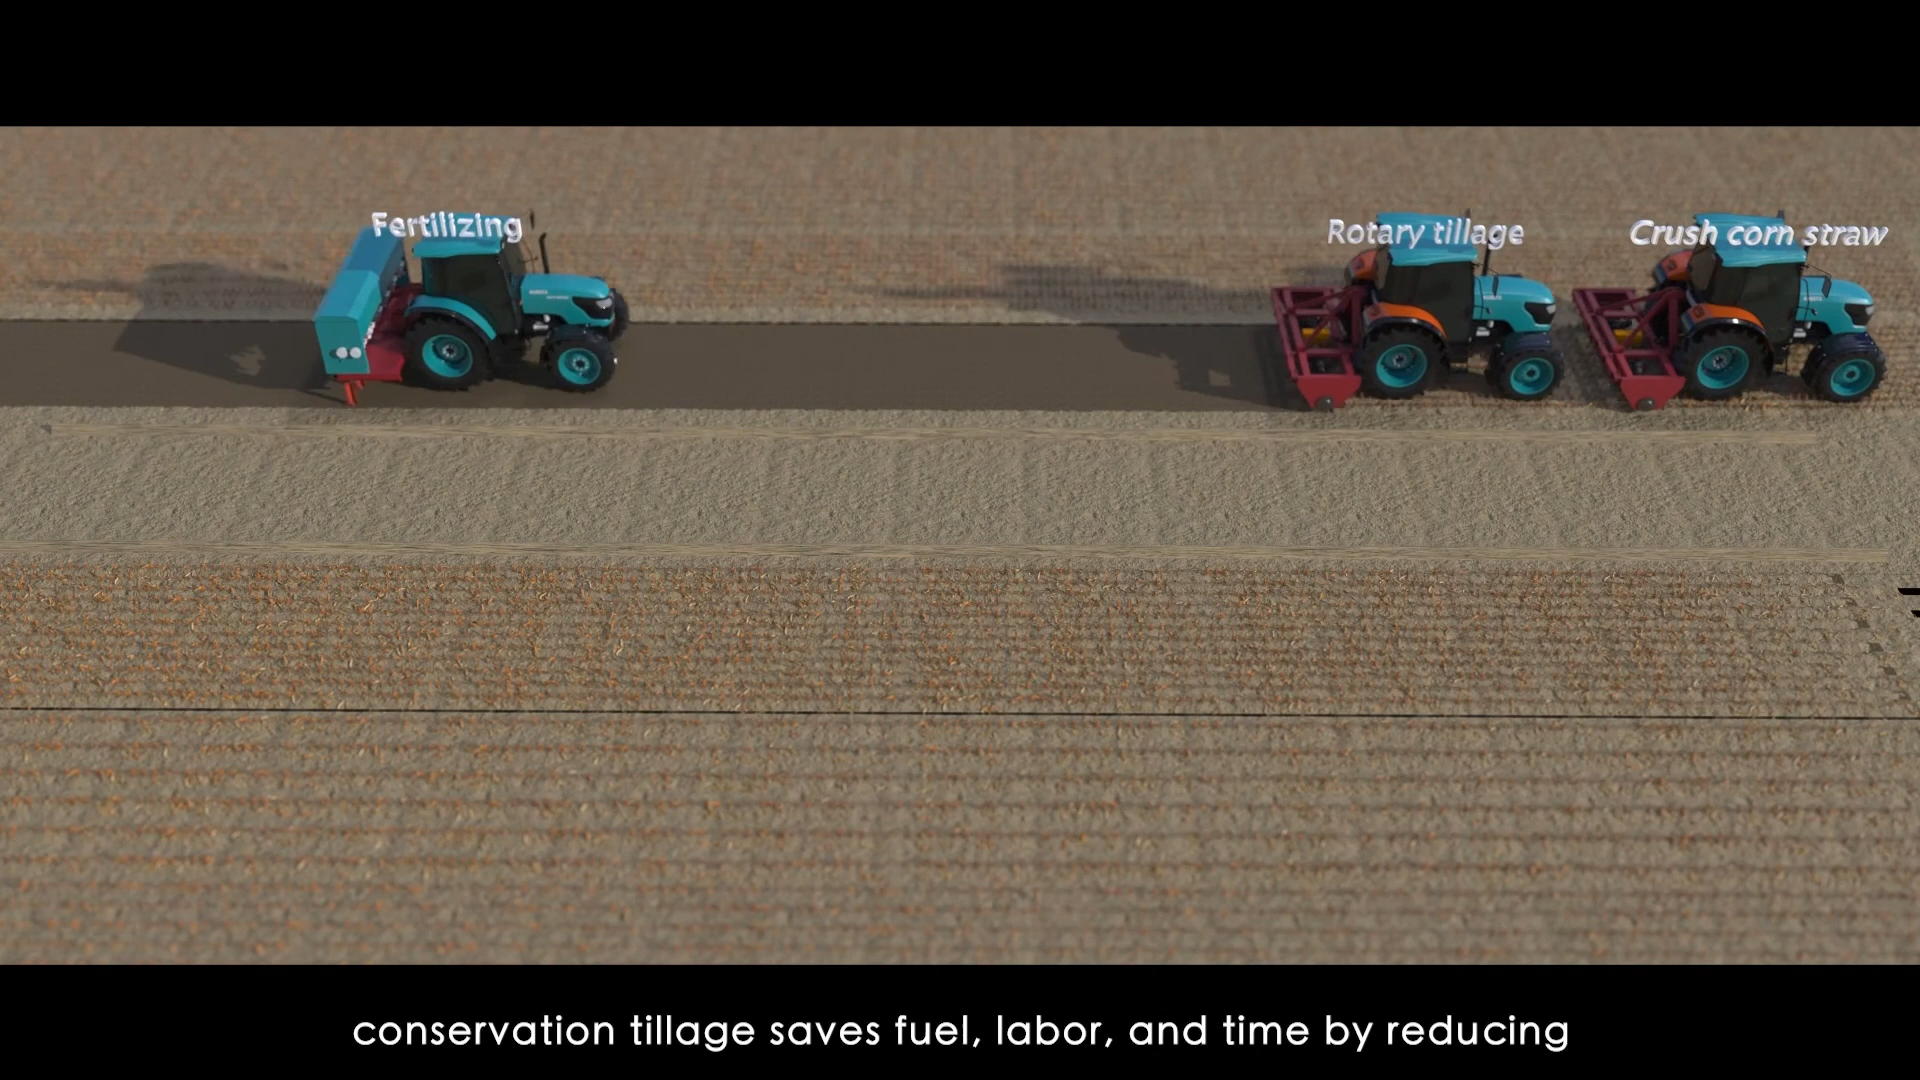 Fertilizing
Rotary tillage
Crush corn straw
conservation tillage saves fuel, labor, and time by reducing